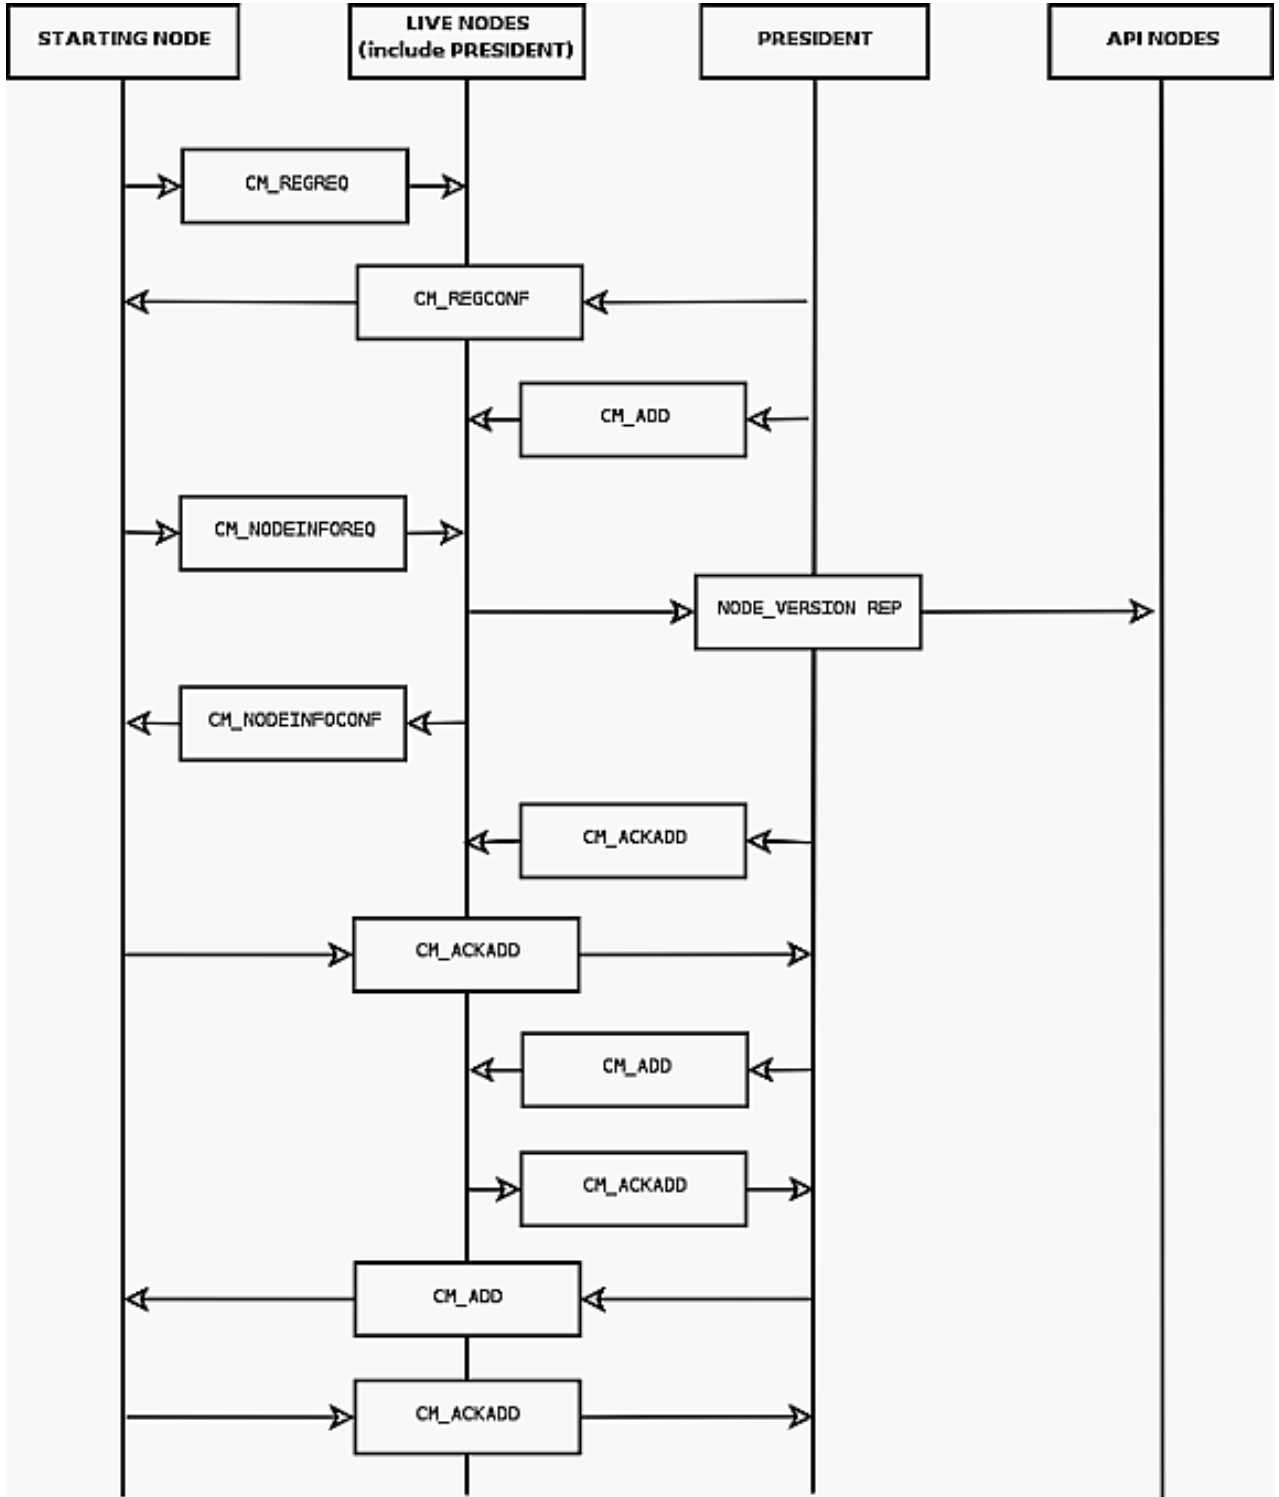 STARTING NODE
LIVE NODES
(include PRESIDENT)
PRESIDENT
API NODES
CM_REGREQ
CM_REGCONF
CM_ADD
CM_NODEINFOREQ
NODE_VERSION REP
CM_NODEINFOCONF
CM_ACKADD
CM_ACKADD
CM_ADD
CM_ACKADD
CM_ADD
CM_ACKADD